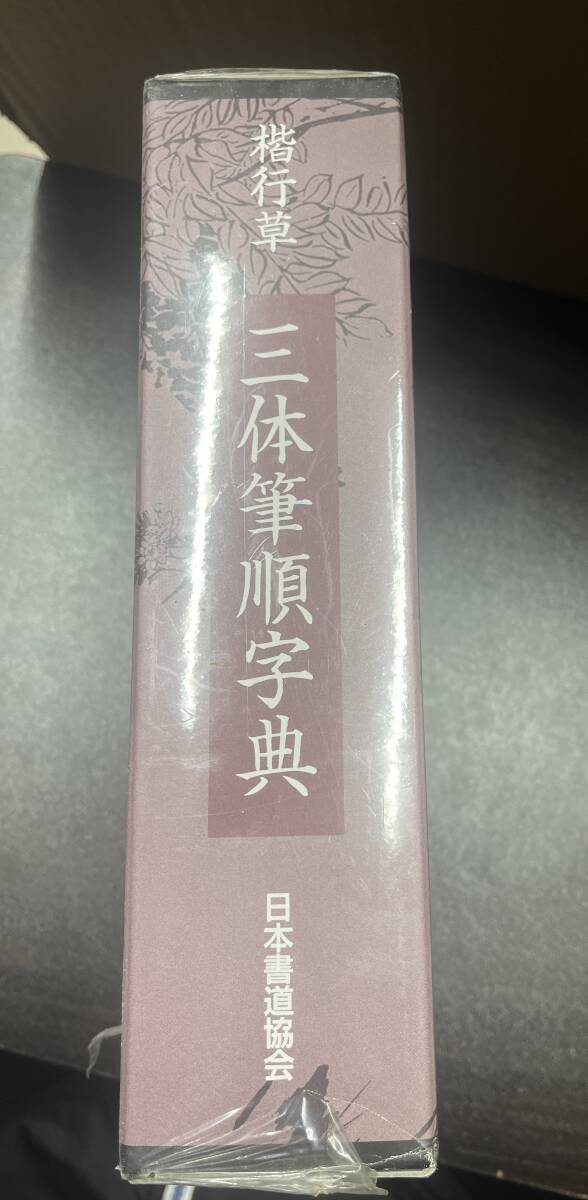 楷行草
三体筆順字典
日本書道協会